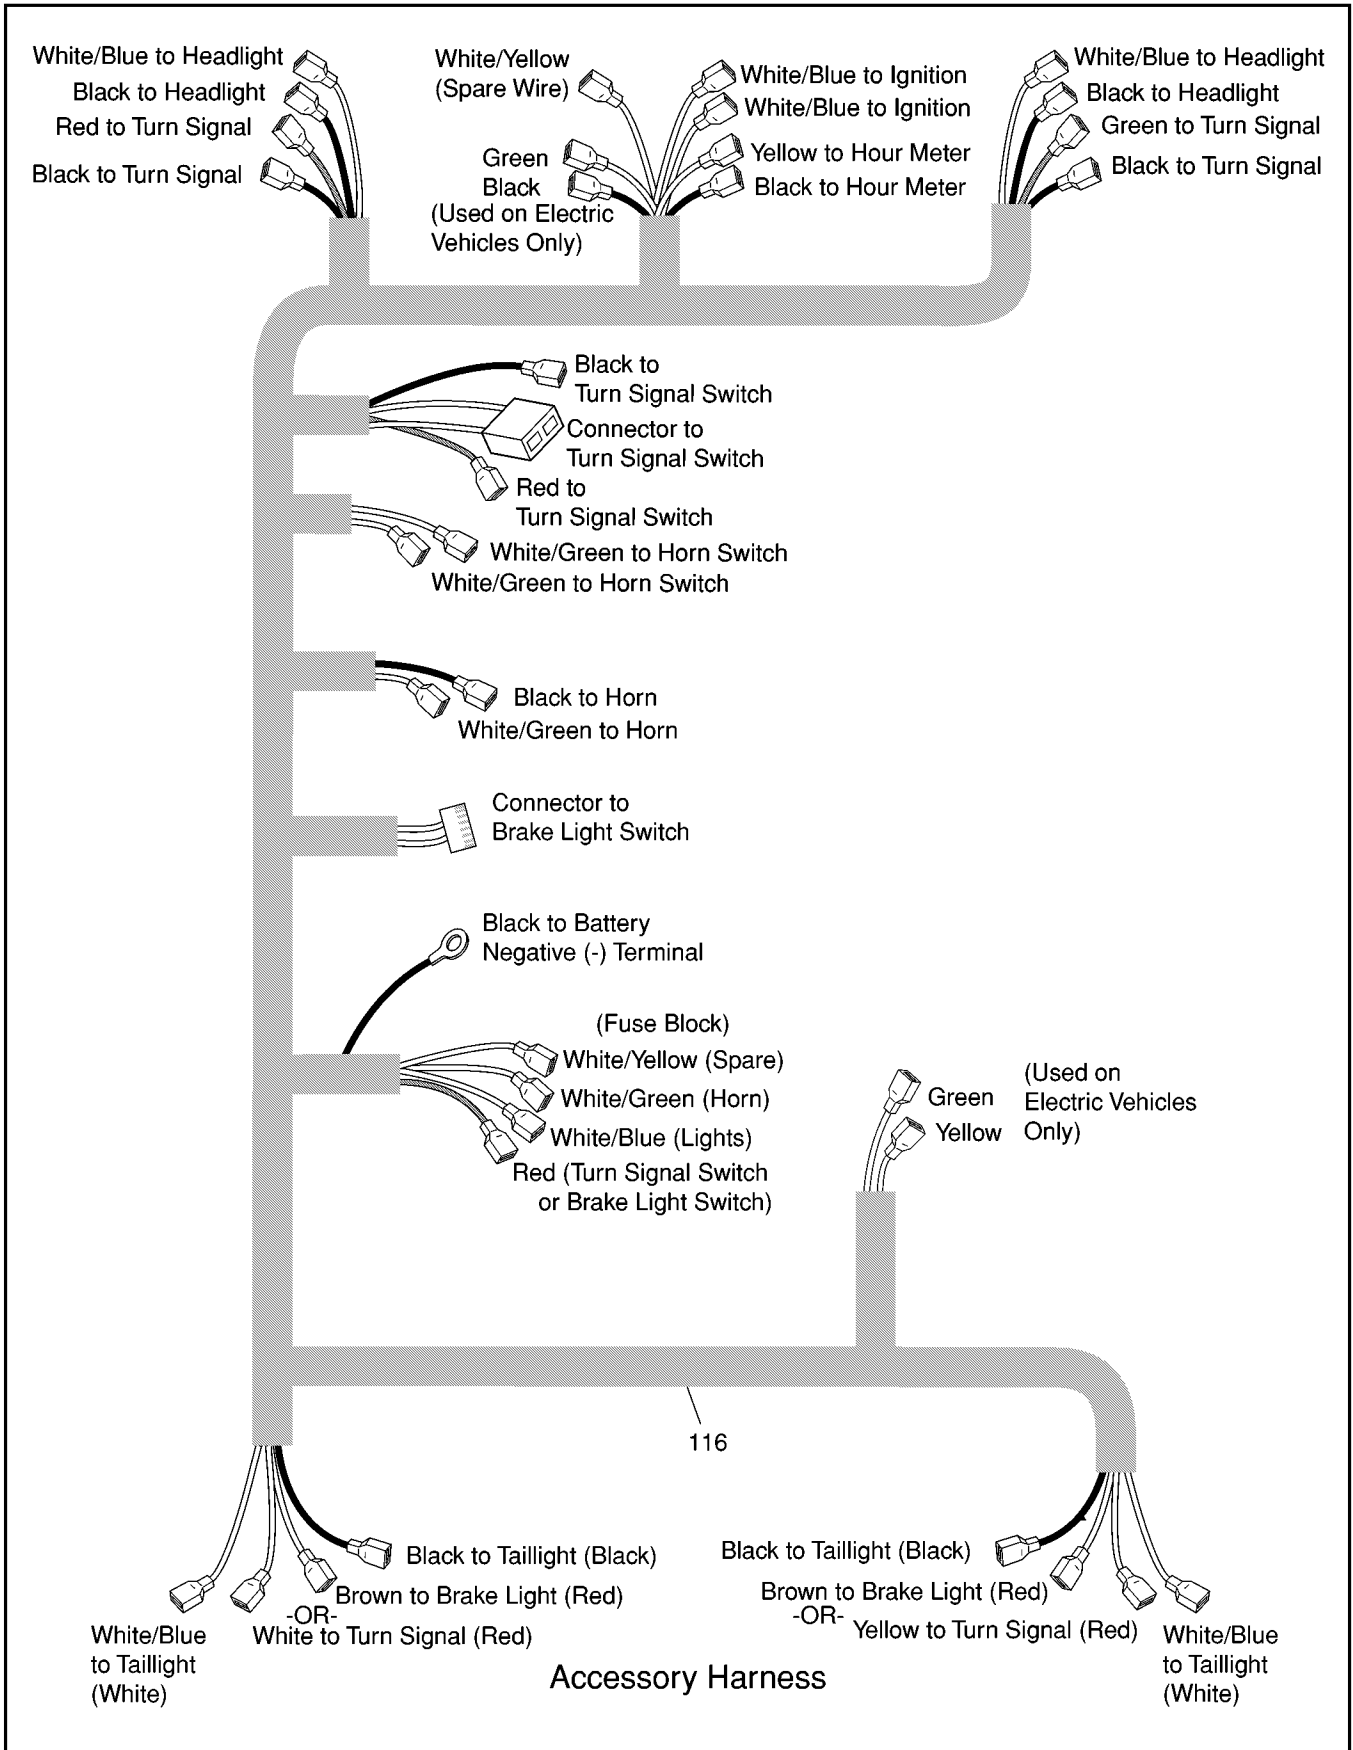 White/Blue to Headlight
Black to Headlight
Red to Turn Signal
Black to Turn Signal
White/Yellow
(Spare Wire)
Green
Black
(Used on Electric
Vehicles Only)
White/Blue to Ignition
White/Blue to Ignition
Yellow to Hour Meter
Black to Hour Meter
White/Blue to Headlight
Black to Headlight
Green to Turn Signal
Black to Turn Signal
Black to
Turn Signal Switch
Connector to
Turn Signal Switch
Red to
Turn Signal Switch
White/Green to Horn Switch
White/Green to Horn Switch
Black to Horn
White/Green to Horn
Connector to
Brake Light Switch
Black to Battery
Negative (-) Terminal
(Fuse Block)
White/Yellow (Spare)
White/Green (Horn)
White/Blue (Lights)
Red (Turn Signal Switch
or Brake Light Switch)
Green
Yellow
(Used on
Electric Vehicles
Only)
116
Black to Taillight (Black)
Brown to Brake Light (Red)
-OR-
White to Turn Signal (Red)
White/Blue
to Taillight
(White)
Black to Taillight (Black)
Brown to Brake Light (Red)
-OR-
Yellow to Turn Signal (Red)
White/Blue
to Taillight
(White)
Accessory Harness